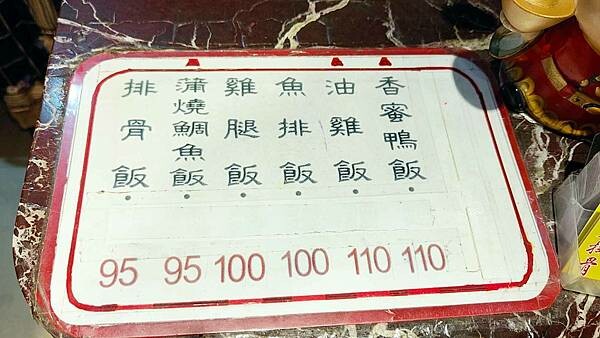 香蜜鴨飯 110
油雞飯 110
魚排飯 100
雞腿飯 100
蒲燒鯛魚飯 95
排骨飯 95